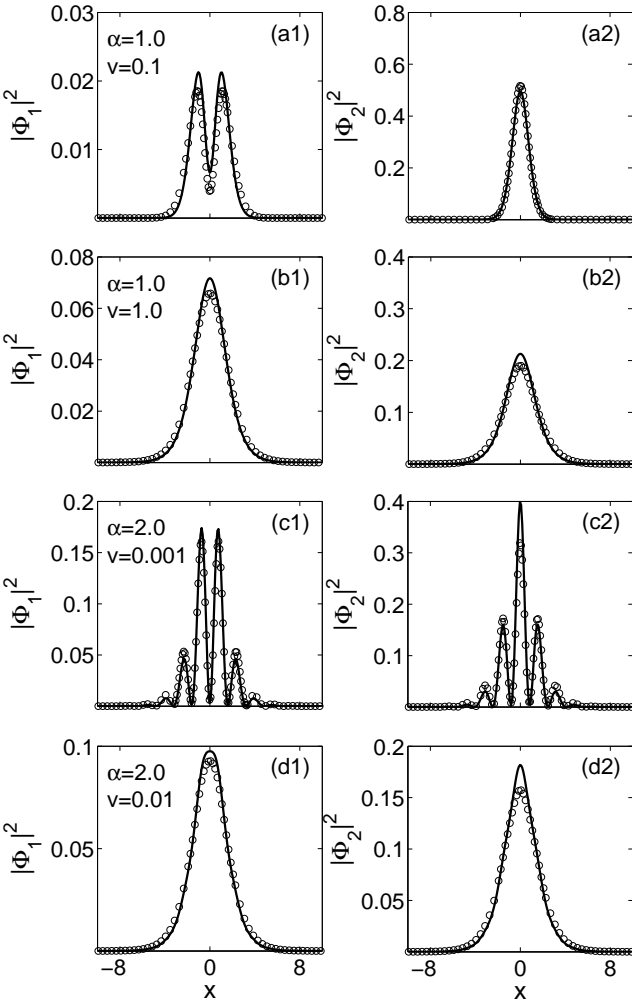 0.03
0.02
0.01
|Φ₁|²
α=1.0
v=0.1
(a1)
0.8
0.6
0.4
0.2
|Φ₂|²
(a2)
0.08
0.06
0.04
0.02
|Φ₁|²
α=1.0
v=1.0
(b1)
0.4
0.3
0.2
0.1
|Φ₂|²
(b2)
0.2
0.15
0.1
0.05
|Φ₁|²
α=2.0
v=0.001
(c1)
0.4
0.3
0.2
0.1
|Φ₂|²
(c2)
0.1
0.05
|Φ₁|²
α=2.0
v=0.01
(d1)
−8 0 8
x
0.2
0.15
0.1
0.05
|Φ₂|²
(d2)
−8 0 8
x